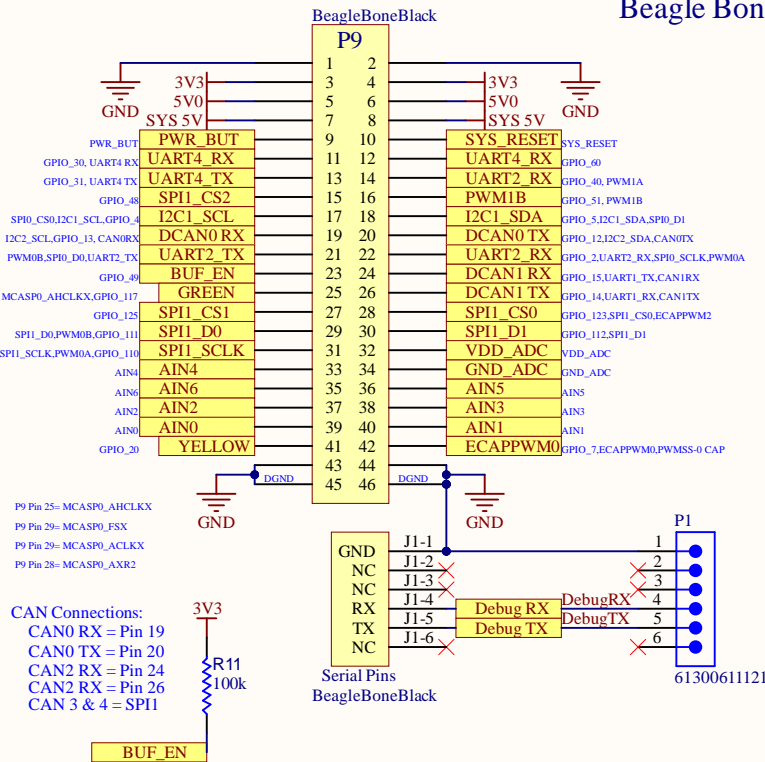 Beagle Bon
BeagleBoneBlack
P9
1 2
GND 3V3 3 4 3V3 GND
5V0 5 6 5V0
SYS 5V 7 8 SYS 5V
PWR_BUT PWR_BUT 9 10 SYS_RESET SYS_RESET
GPIO_30, UART4 RX UART4_RX 11 12 UART4_RX GPIO_60
GPIO_31, UART4 TX UART4_TX 13 14 UART2_RX GPIO_40, PWM1A
GPIO_48 SPI1_CS2 15 16 PWM1B GPIO_51, PWM1B
SPI0_CS0,I2C1_SCL,GPIO_4 I2C1_SCL 17 18 I2C1_SDA GPIO_5,I2C1_SDA,SPI0_D1
I2C2_SCL,GPIO_13, CAN0RX DCAN0 RX 19 20 DCAN0 TX GPIO_12,I2C2_SDA,CAN0TX
PWM0B,SPI0_D0,UART2_TX UART2_TX 21 22 UART2_RX GPIO_2,UART2_RX,SPI0_SCLK,PWM0A
GPIO_49 BUF_EN 23 24 DCAN1 RX GPIO_15,UART1_TX,CAN1RX
MCASP0_AHCLKX,GPIO_117 GREEN 25 26 DCAN1 TX GPIO_14,UART1_RX,CAN1TX
GPIO_125 SPI1_CS1 27 28 SPI1_CS0 GPIO_123,SPI1_CS0,ECAPPWM2
SPI1_D0,PWM0B,GPIO_111 SPI1_D0 29 30 SPI1_D1 GPIO_112,SPI1_D1
SPI1_SCLK,PWM0A,GPIO_110 SPI1_SCLK 31 32 VDD_ADC VDD_ADC
AIN4 AIN4 33 34 GND_ADC GND_ADC
AIN6 AIN6 35 36 AIN5 AIN5
AIN2 AIN2 37 38 AIN3 AIN3
AIN0 AIN0 39 40 AIN1 AIN1
GPIO_20 YELLOW 41 42 ECAPPWM0 GPIO_7,ECAPPWM0,PWMSS-0 CAP
43 44
DGND 45 46 DGND
GND GND
P9 Pin 25= MCASP0_AHCLKX
P9 Pin 29= MCASP0_FSX
P9 Pin 29= MCASP0_ACLKX
P9 Pin 28= MCASP0_AXR2
P1
GND J1-1 1
NC J1-2 2
NC J1-3 3
RX J1-4 Debug RX DebugRX 4
TX J1-5 Debug TX DebugTX 5
NC J1-6 6
Serial Pins
BeagleBoneBlack
61300611121
CAN Connections:
CAN0 RX = Pin 19
CAN0 TX = Pin 20
CAN2 RX = Pin 24
CAN2 RX = Pin 26
CAN 3 & 4 = SPI1
3V3
R11
100k
BUF_EN